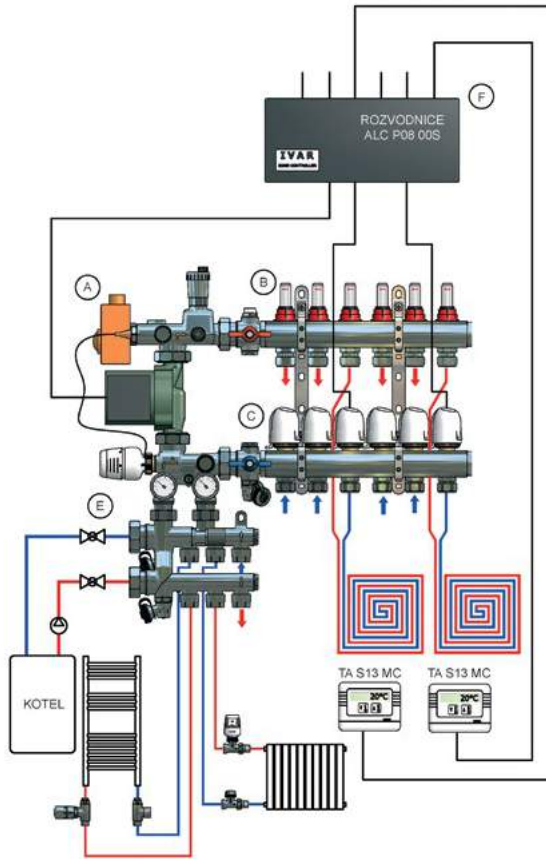 F
ROZVODNICE
ALC P08 00S
IVAR
A
B
C
E
KOTEL
TA S13 MC
TA S13 MC
20°C
20°C